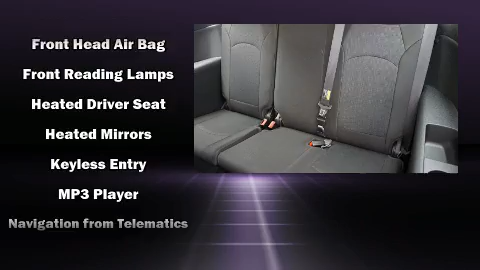 Front Head Air Bag
Front Reading Lamps
Heated Driver Seat
Heated Mirrors
Keyless Entry
MP3 Player
Navigation from Telematics